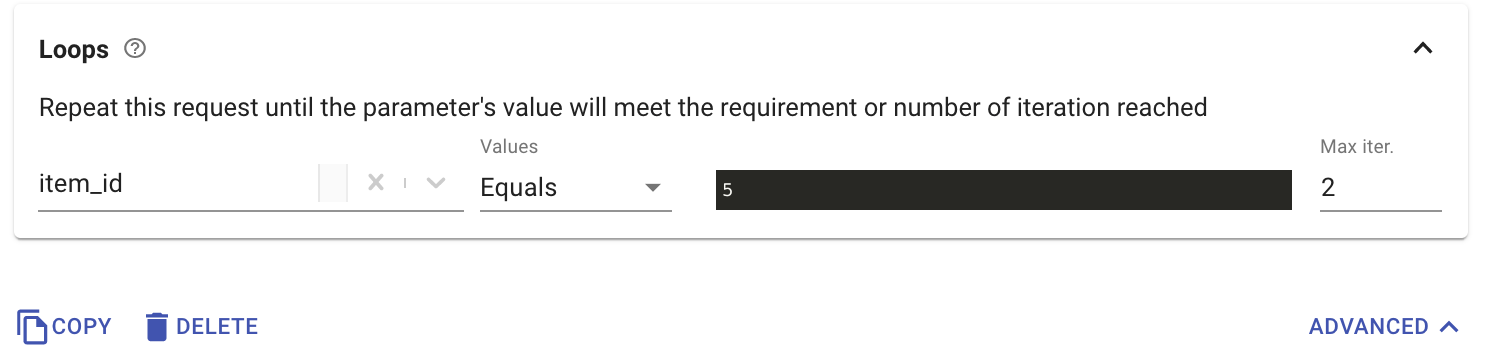 Loops
Repeat this request until the parameter's value will meet the requirement or number of iteration reached
Values Max iter.
item_id Equals 5 2
COPY DELETE ADVANCED